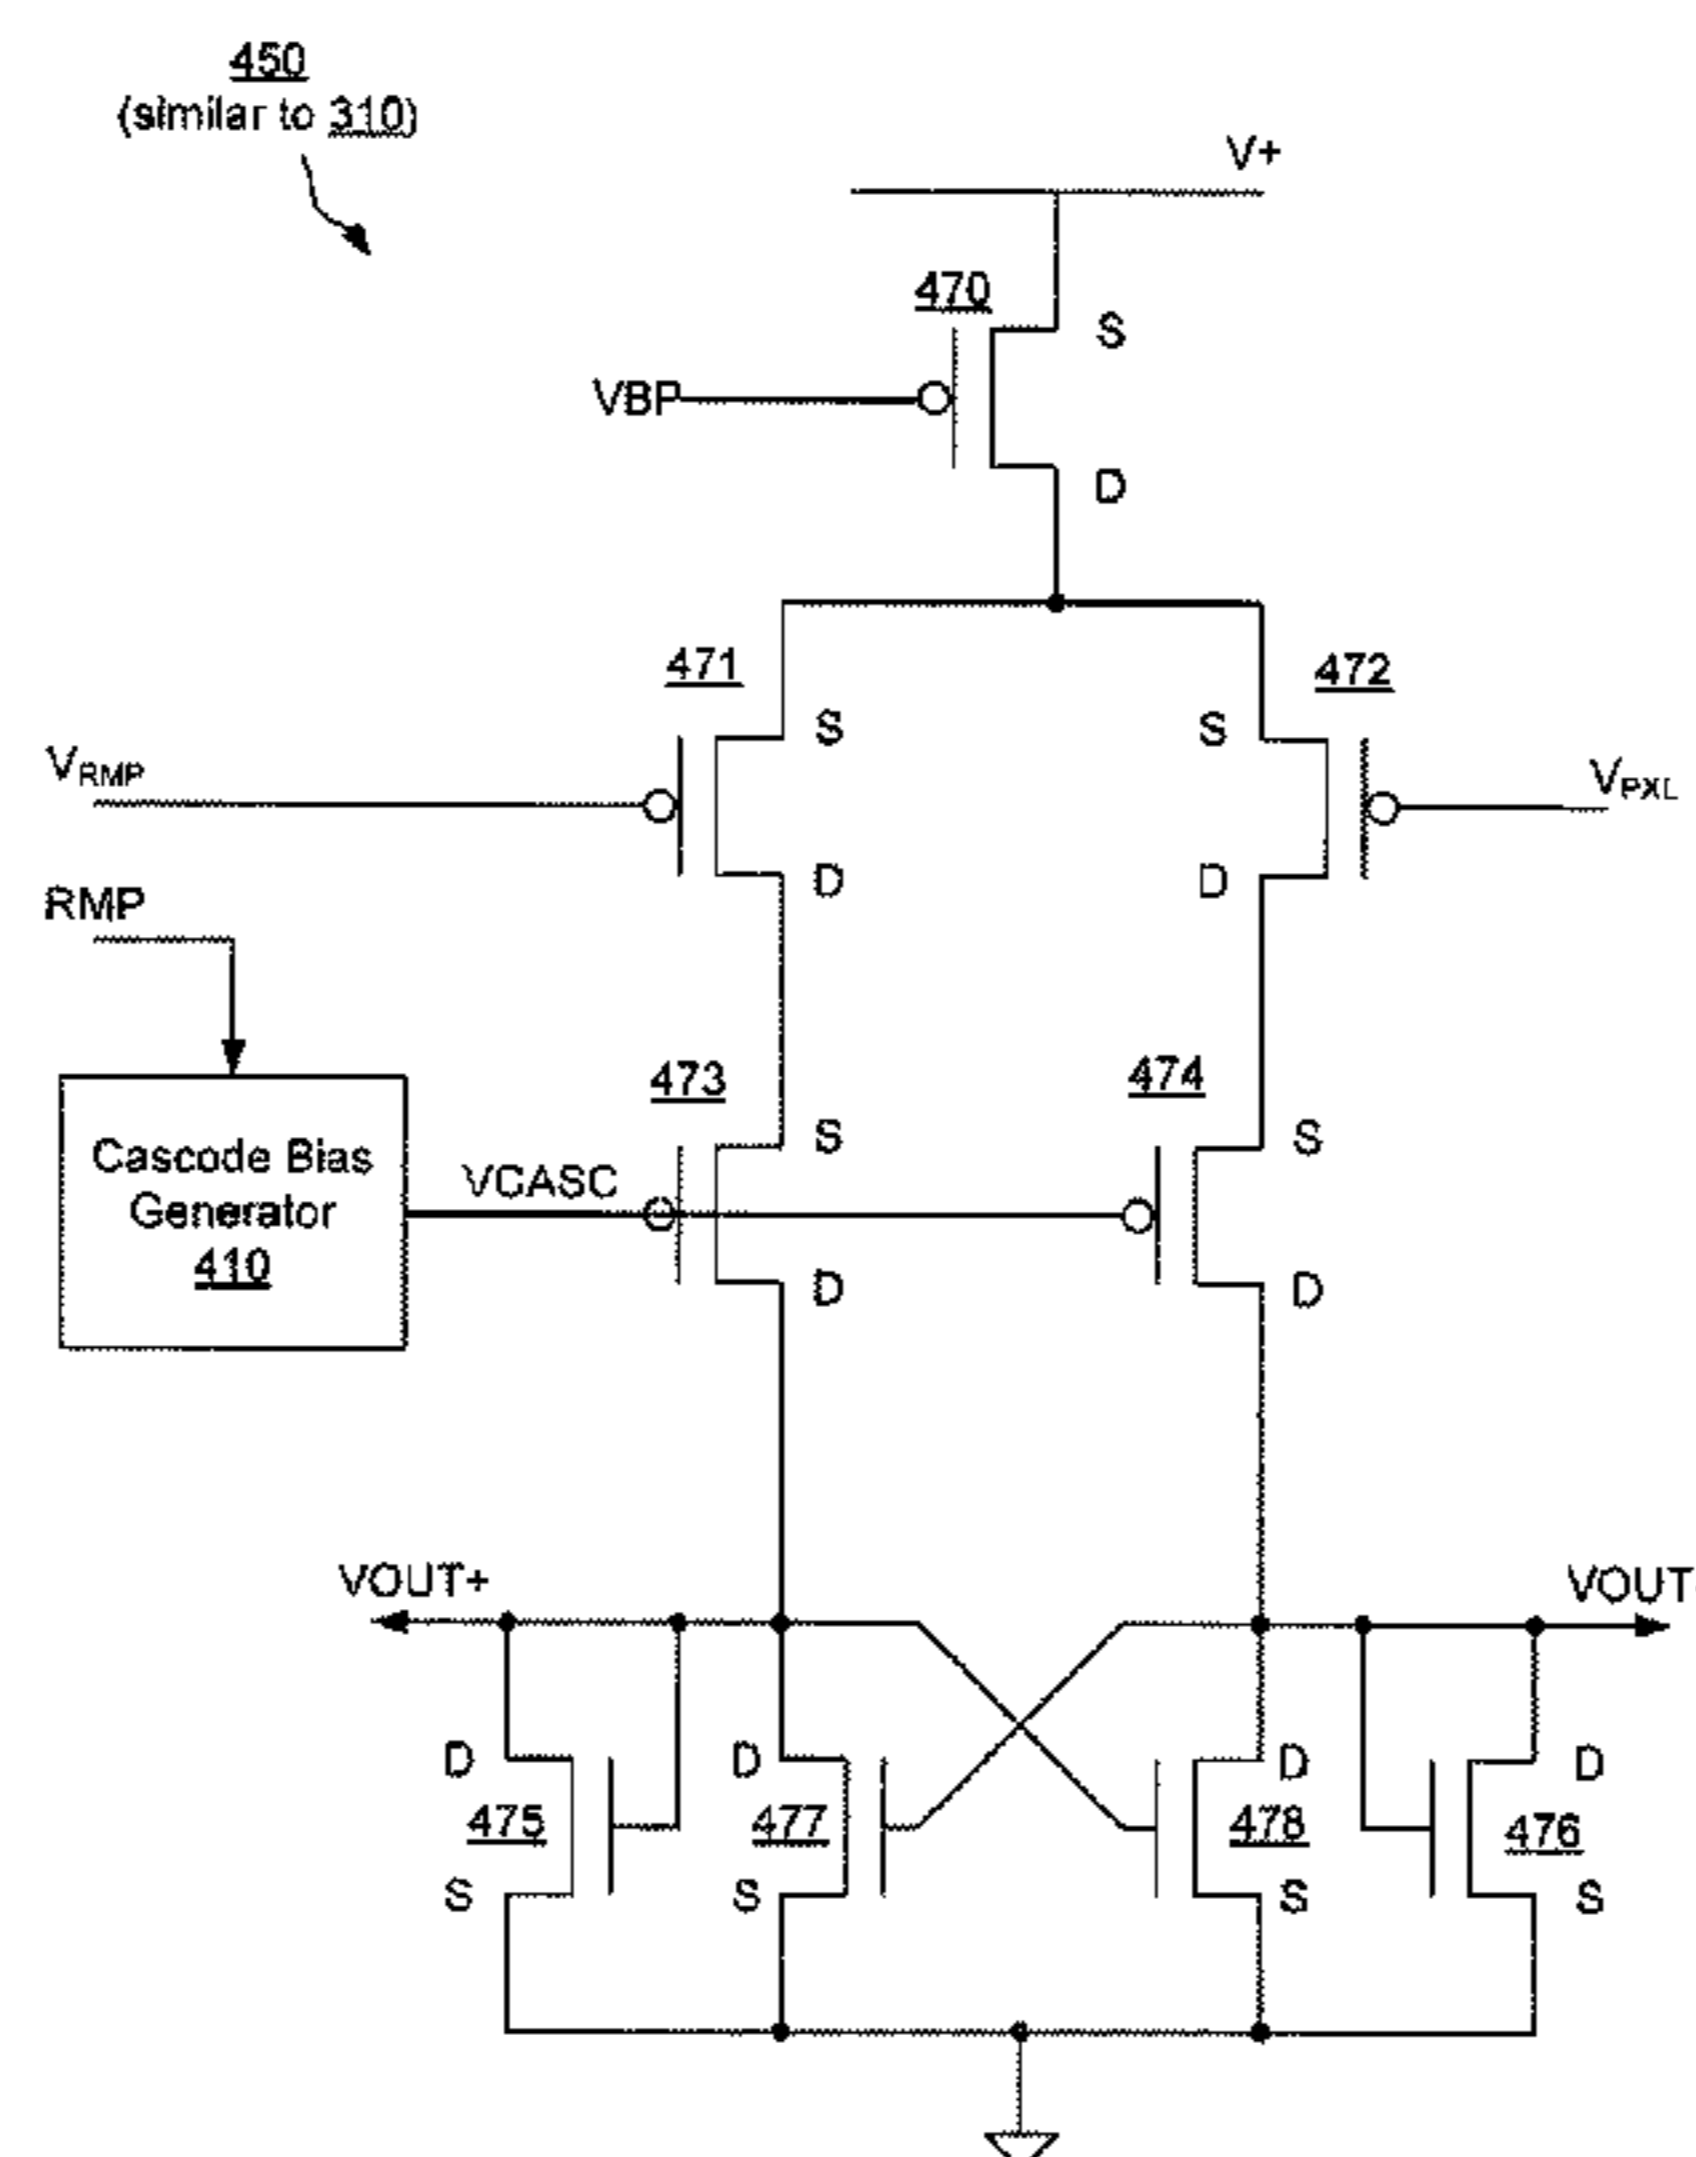 450
(similar to 310)
V+
470
S
VBP
D
471
472
S
S
VRMP
VPXL
D
D
RMP
473
474
S
S
Cascode Bias
Generator
410
VCASC
D
D
VOUT+
VOUT
D
D
D
D
475
477
478
476
S
S
S
S